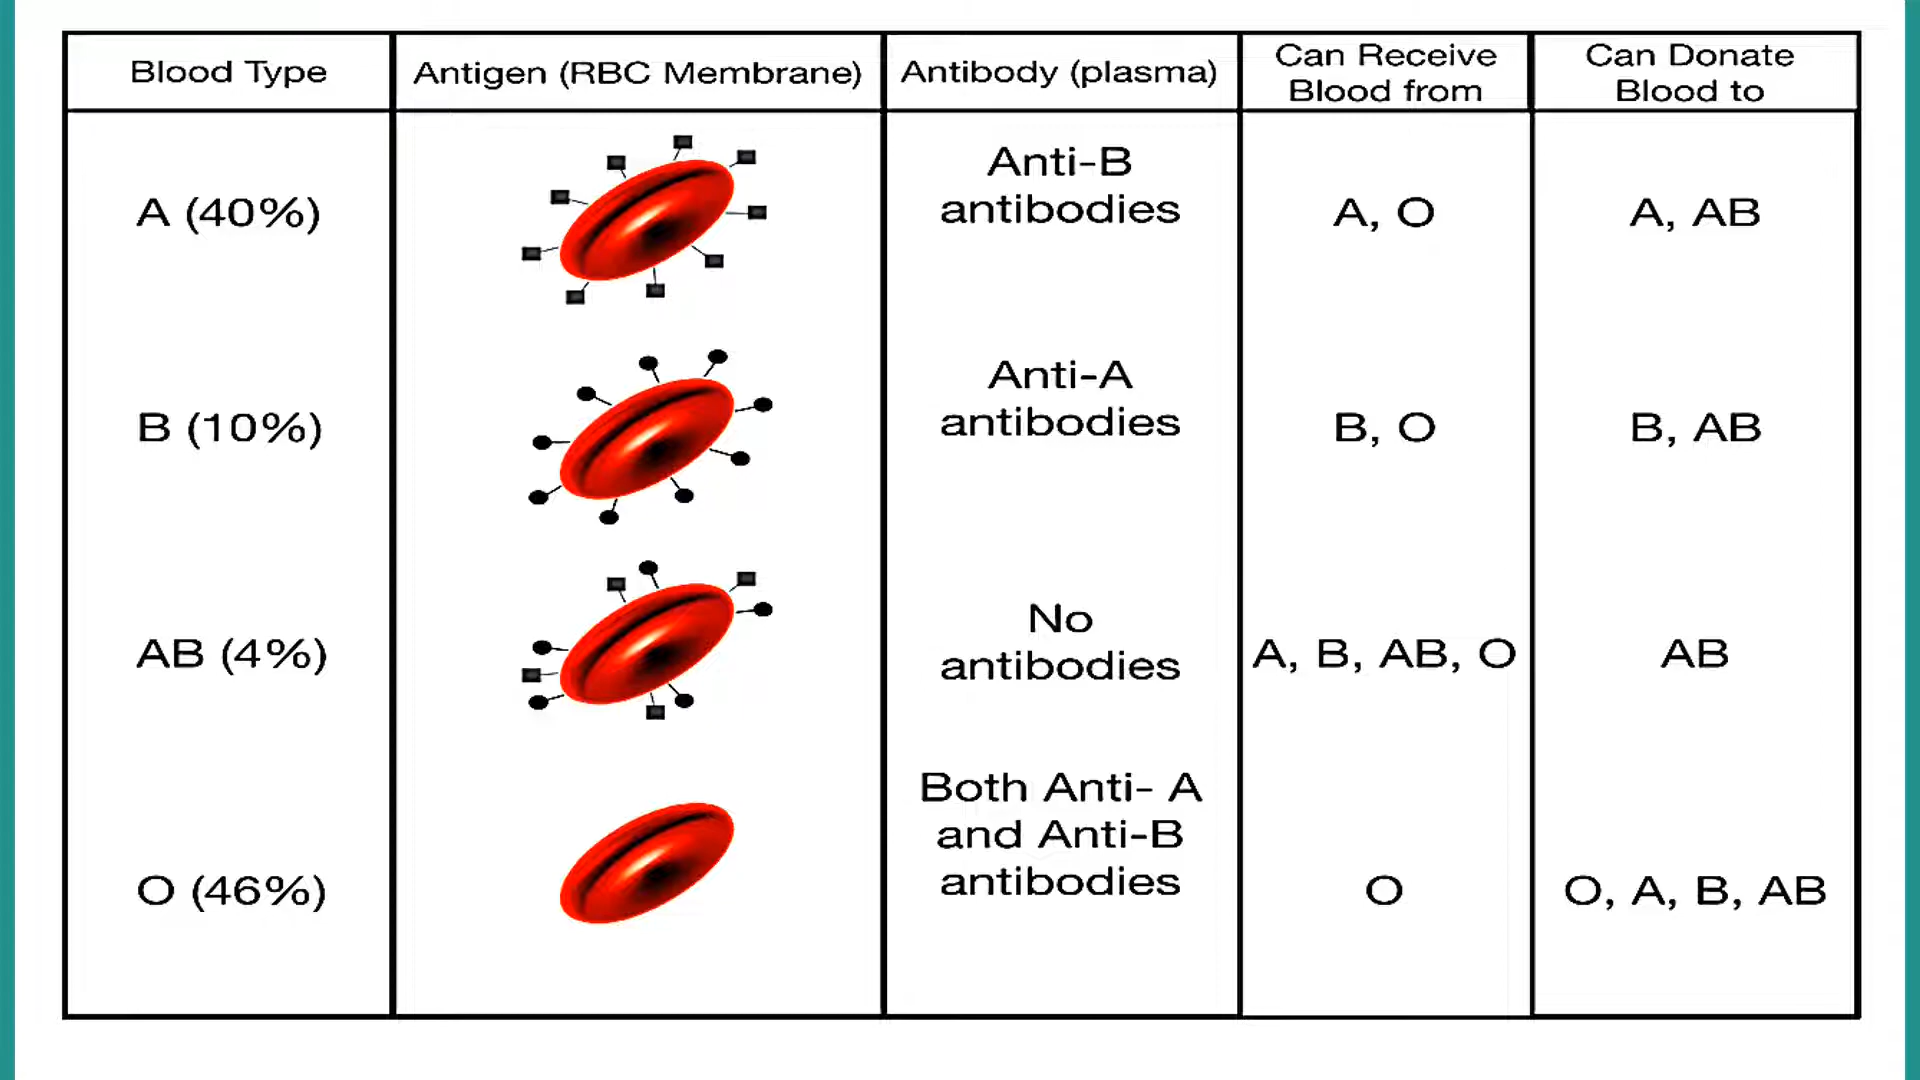 Blood Type
Antigen (RBC Membrane)
Antibody (plasma)
Can Receive
Blood from
Can Donate
Blood to
A (40%)
Anti-B
antibodies
A, O
A, AB
B (10%)
Anti-A
antibodies
B, O
B, AB
AB (4%)
No
antibodies
A, B, AB, O
AB
O (46%)
Both Anti- A
and Anti-B
antibodies
O
O, A, B, AB